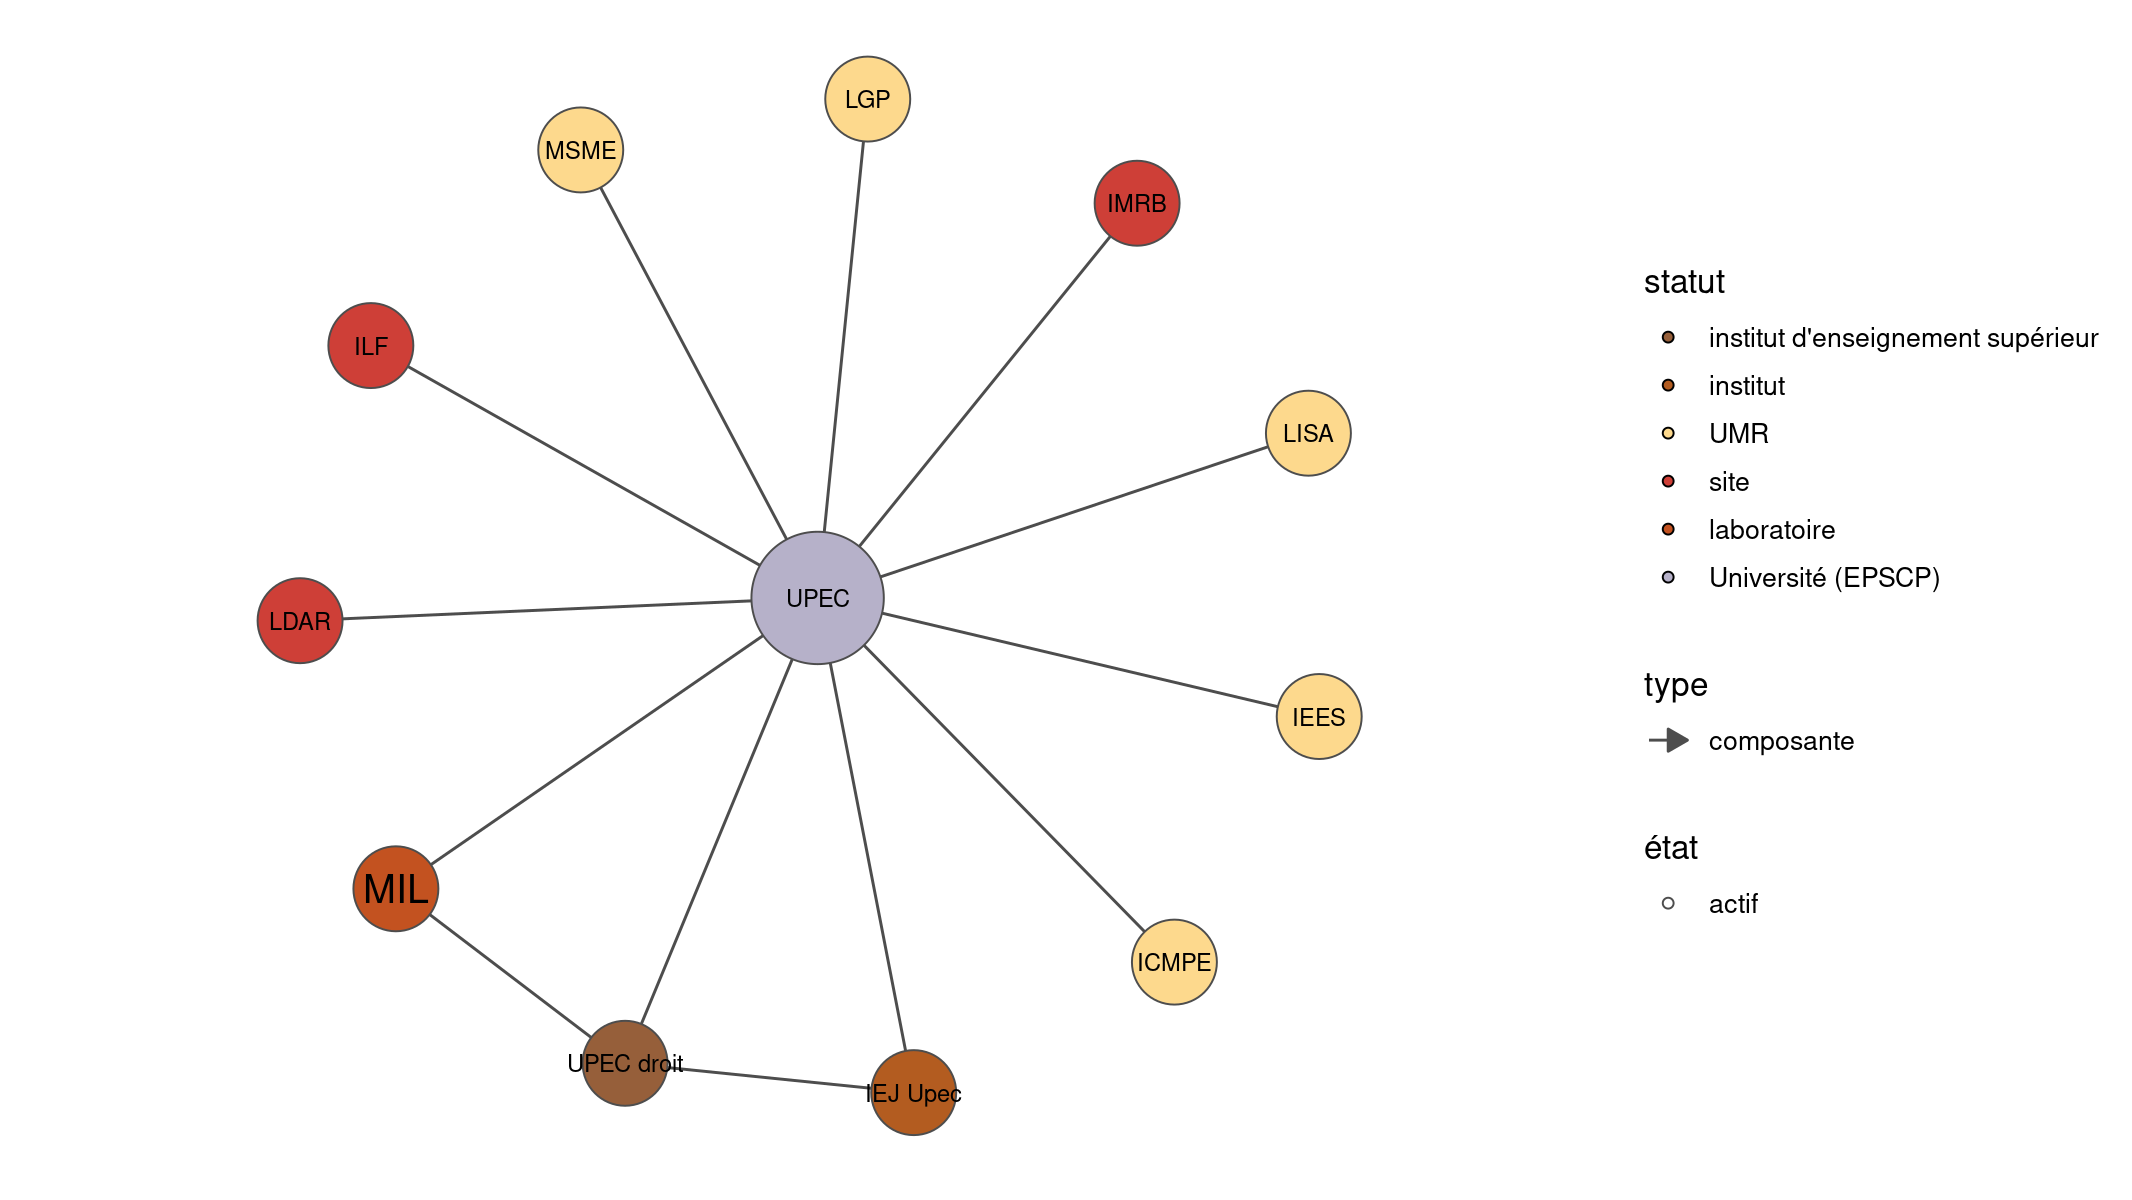 LGP
MSME
IMRB
ILF
LISA
UPEC
LDAR
IEES
MIL
ICMPE
UPEC droit
IEJ Upec
statut
institut d'enseignement supérieur
institut
UMR
site
laboratoire
Université (EPSCP)
type
composante
état
actif